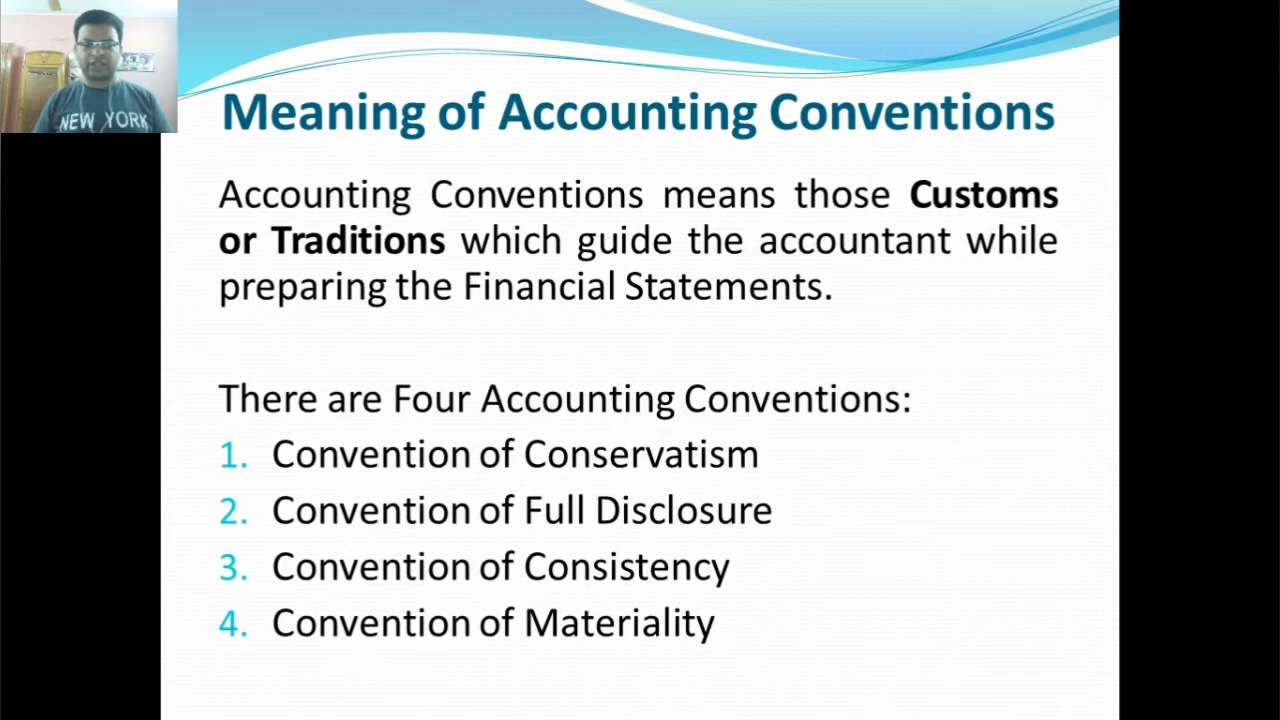 NEW YORK
Meaning of Accounting Conventions
Accounting Conventions means those Customs
or Traditions which guide the accountant while
preparing the Financial Statements.
There are Four Accounting Conventions:
1. Convention of Conservatism
2. Convention of Full Disclosure
3. Convention of Consistency
4. Convention of Materiality